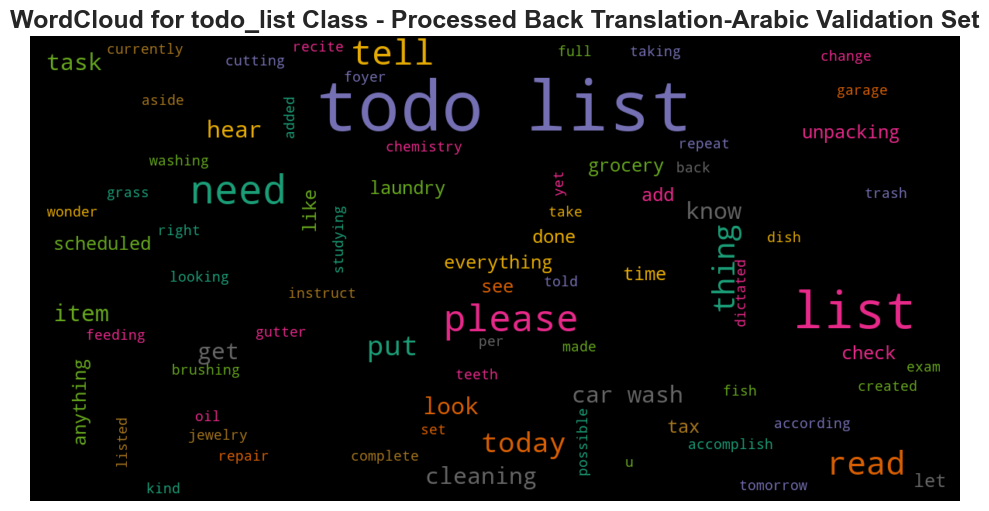 WordCloud for todo_list Class - Processed Back Translation-Arabic Validation Set
currently
recite
tell
full
taking
change
task
cutting
foyer
garage
aside
added
todo list
hear
unpacking
chemistry
repeat
washing
grocery
back
need
laundry
yet
add
trash
grass
like
wonder
take
know
right
studying
done
thing
dish
scheduled
everything
looking
see
told
time
dictated
instruct
item
please
list
feeding
gutter
put
per
made
get
check
brushing
teeth
exam
anything
car wash
fish
created
oil
look
jewelry
set
possible
tax
according
listed
today
accomplish
repair
complete
u
read
cleaning
let
kind
tomorrow